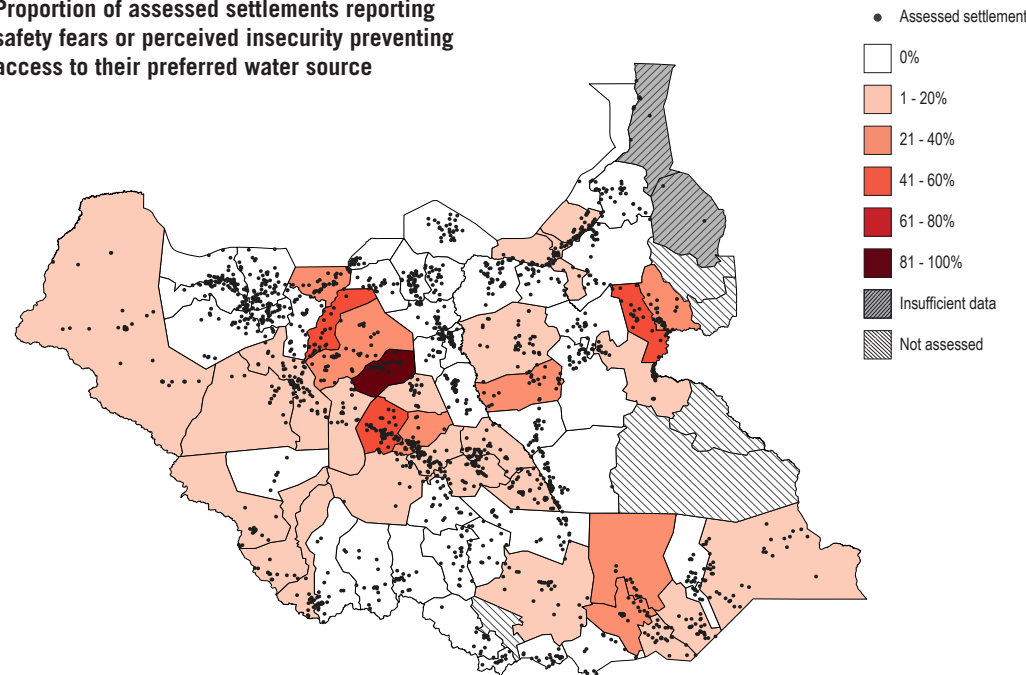 Proportion of assessed settlements reporting
safety fears or perceived insecurity preventing
access to their preferred water source
Assessed settlement
0%
1 - 20%
21 - 40%
41 - 60%
61 - 80%
81 - 100%
Insufficient data
Not assessed